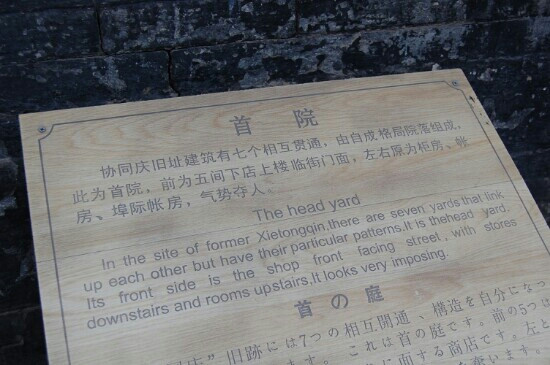 首 院
协同庆旧址建筑有七个相互贯通，由自成格局院落组成，
此为首院，前为五间下店上楼临街门面，左右原为柜房、帐
房、埠际帐房，气势夺人。
The head yard
In the site of former Xietongqin,there are seven yards that link
up each other but have their particular patterns.It is thehead yard.
Its front side is the shop front facing street, with stores
downstairs and rooms upstairs,It looks very imposing.
首の庭
旧跡には7つの相互開通、構造を自分になっ
ます。これは首の庭です。前の5つは
に面する商店です。左と